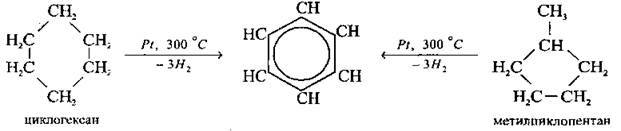 CH₂
H₂C CH₂
H₂C CH₂
CH₂
циклогексан
Pt, 300 °C
− 3H₂
CH
HC CH
HC CH
CH
Pt, 300 °C
− 3H₂
CH₃
CH
H₂C CH₂
H₂C—CH₂
метилциклопентан